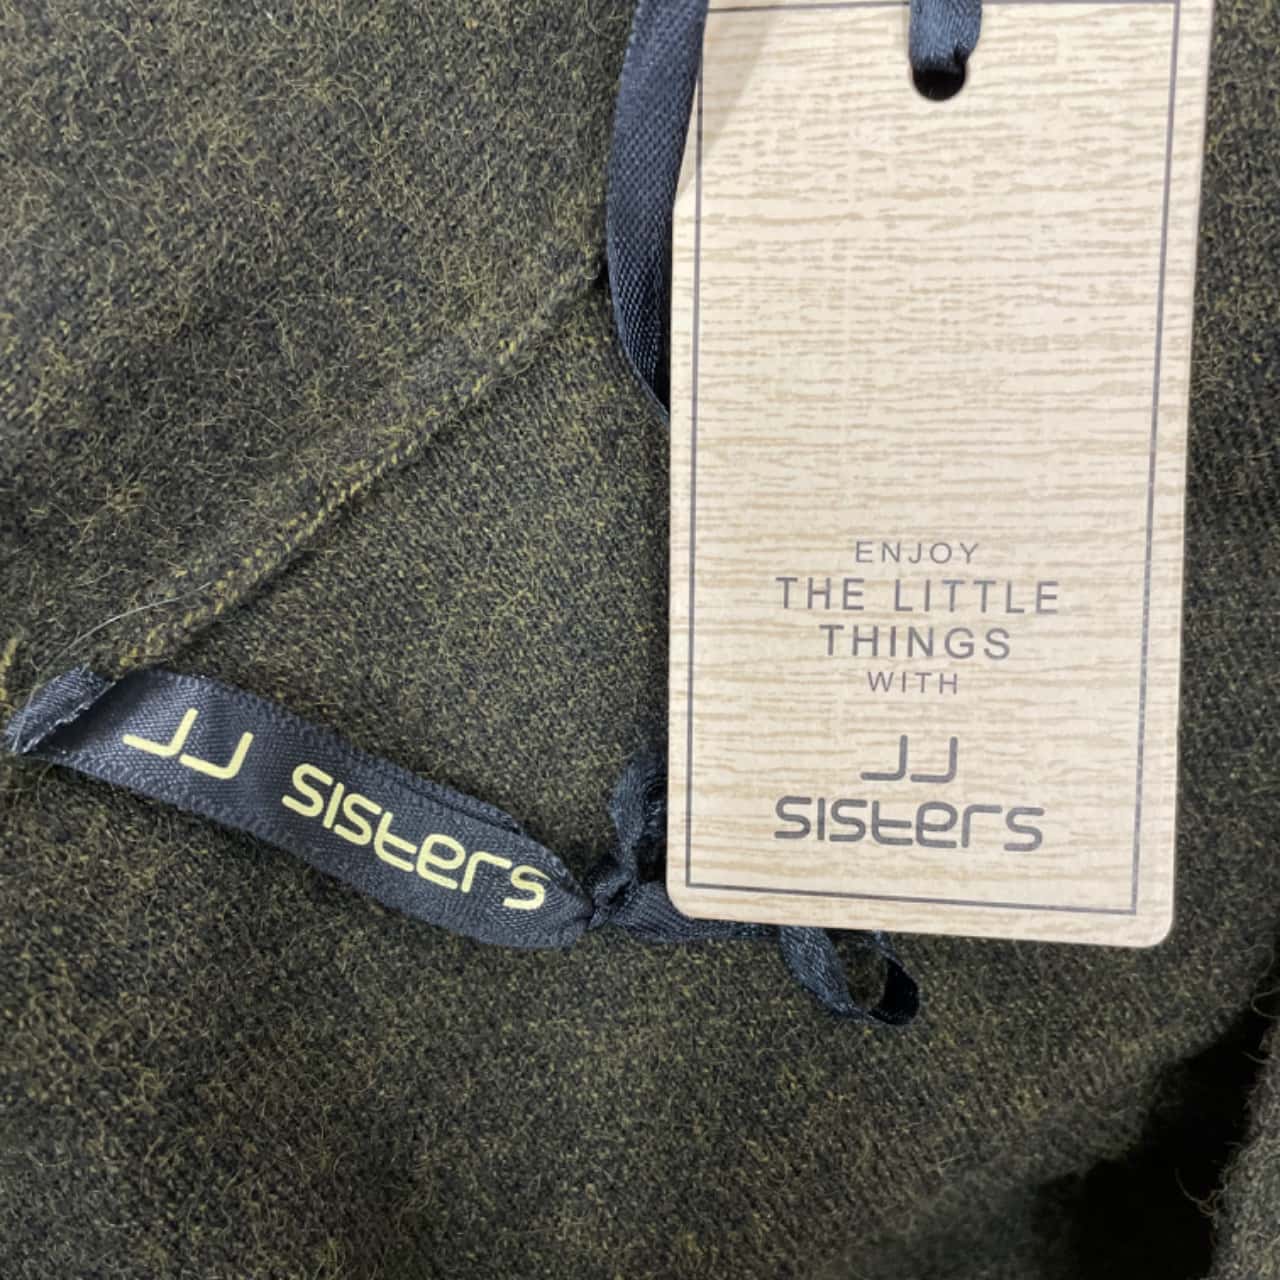 ENJOY
THE LITTLE
THINGS
WITH
JJ
sisters
JJ sisters